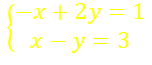 −x + 2y = 1
x − y = 3